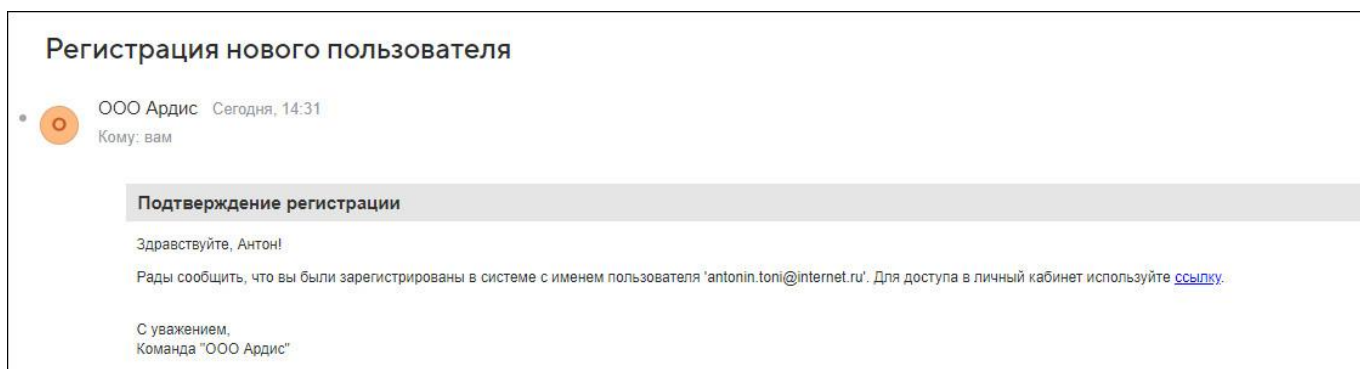 Регистрация нового пользователя
ООО Ардис Сегодня, 14:31
О
Кому: вам
Подтверждение регистрации
Здравствуйте, Антон!
Рады сообщить, что вы были зарегистрированы в системе с именем пользователя 'antonin.toni@internet.ru'. Для доступа в личный кабинет используйте ссылку.
С уважением,
Команда "ООО Ардис"